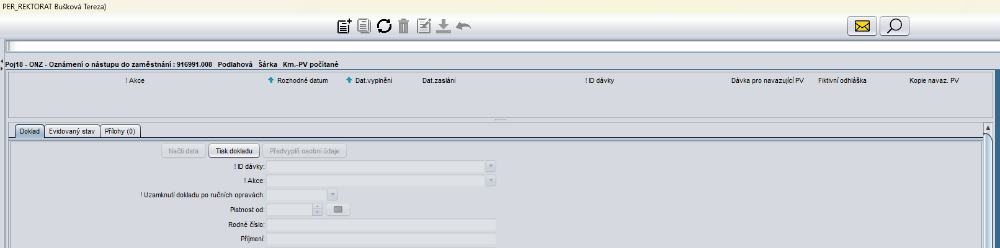 PER_REKTORAT Bušková Tereza)
Poj18 - ONZ - Oznámení o nástupu do zaměstnání : 916991.008 Podlahová Šárka Km.-PV počítané
! Akce Rozhodné datum Dat.vyplnění Dat.zaslání ! ID dávky Dávka pro navazující PV Fiktivní odhláška Kopie navaz. PV
Doklad Evidovaný stav Přílohy (0)
Načti data Tisk dokladu Předvyplň osobní údaje
! ID dávky:
! Akce:
! Uzamknutí dokladu po ručních opravách:
Platnost od:
Rodné číslo:
Příjmení: